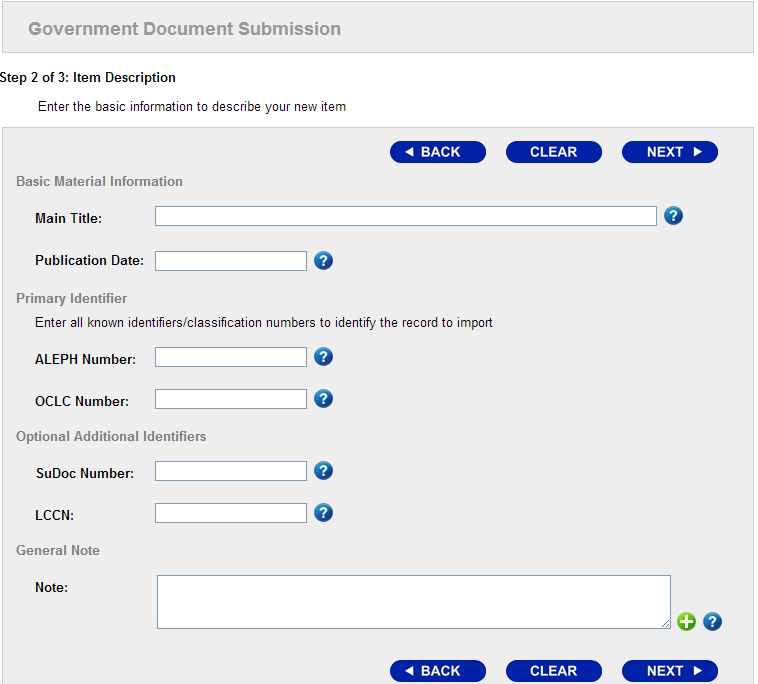 Government Document Submission
Step 2 of 3: Item Description
Enter the basic information to describe your new item
BACK CLEAR NEXT
Basic Material Information
Main Title: ?
Publication Date: ?
Primary Identifier
Enter all known identifiers/classification numbers to identify the record to import
ALEPH Number: ?
OCLC Number: ?
Optional Additional Identifiers
SuDoc Number: ?
LCCN: ?
General Note
Note: ?
BACK CLEAR NEXT